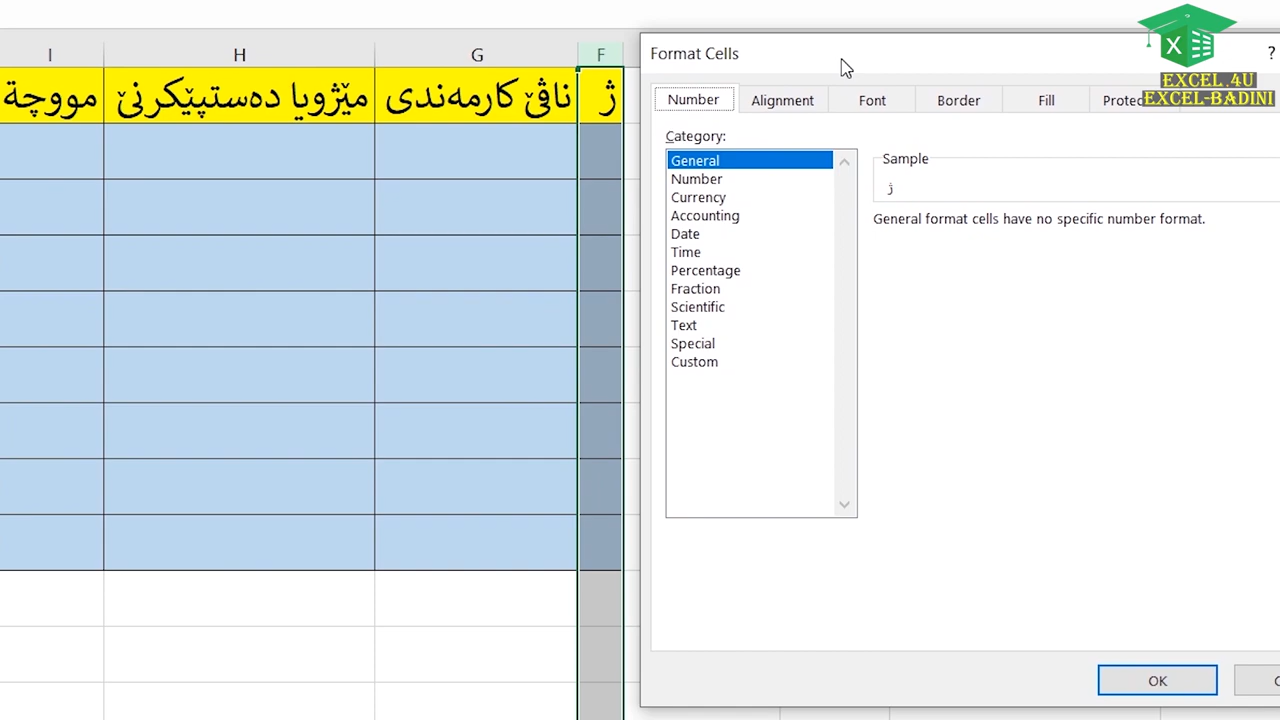 EXCEL.4U
EXCEL-BADINI
F
G
H
I
ژ
ناڤێ کارمەندی
مێژویا دەستپێکرنێ
مووچة
Format Cells
?
Number
Alignment
Font
Border
Fill
Category:
General
Number
Currency
Accounting
Date
Time
Percentage
Fraction
Scientific
Text
Special
Custom
Sample
ژ
General format cells have no specific number format.
OK